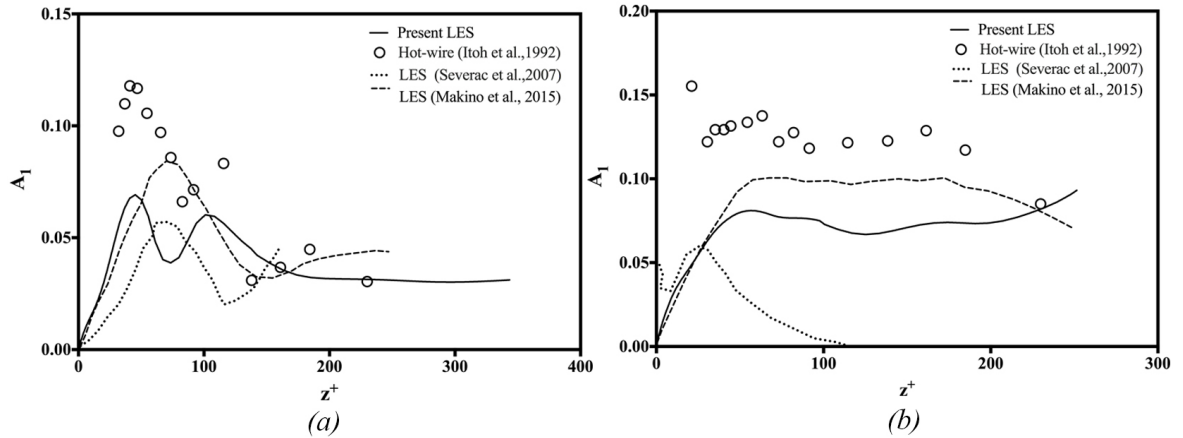 0.15
0.10
0.05
0.00
A1
Present LES
Hot-wire (Itoh et al.,1992)
LES (Severac et al.,2007)
LES (Makino et al., 2015)
0
100
200
300
400
z+
(a)
0.20
0.15
0.10
0.05
0.00
A1
Present LES
Hot-wire (Itoh et al.,1992)
LES (Severac et al.,2007)
LES (Makino et al., 2015)
0
100
200
300
z+
(b)